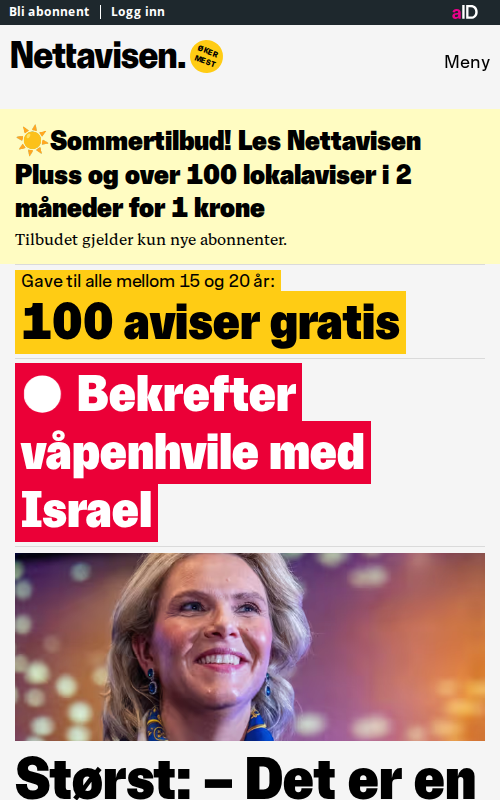 Bli abonnent | Logg inn
aID
Nettavisen.
ØKER
MEST
Meny
☀️Sommertilbud! Les Nettavisen
Pluss og over 100 lokalaviser i 2
måneder for 1 krone
Tilbudet gjelder kun nye abonnenter.
Gave til alle mellom 15 og 20 år:
100 aviser gratis
● Bekrefter
våpenhvile med
Israel
Størst: – Det er en